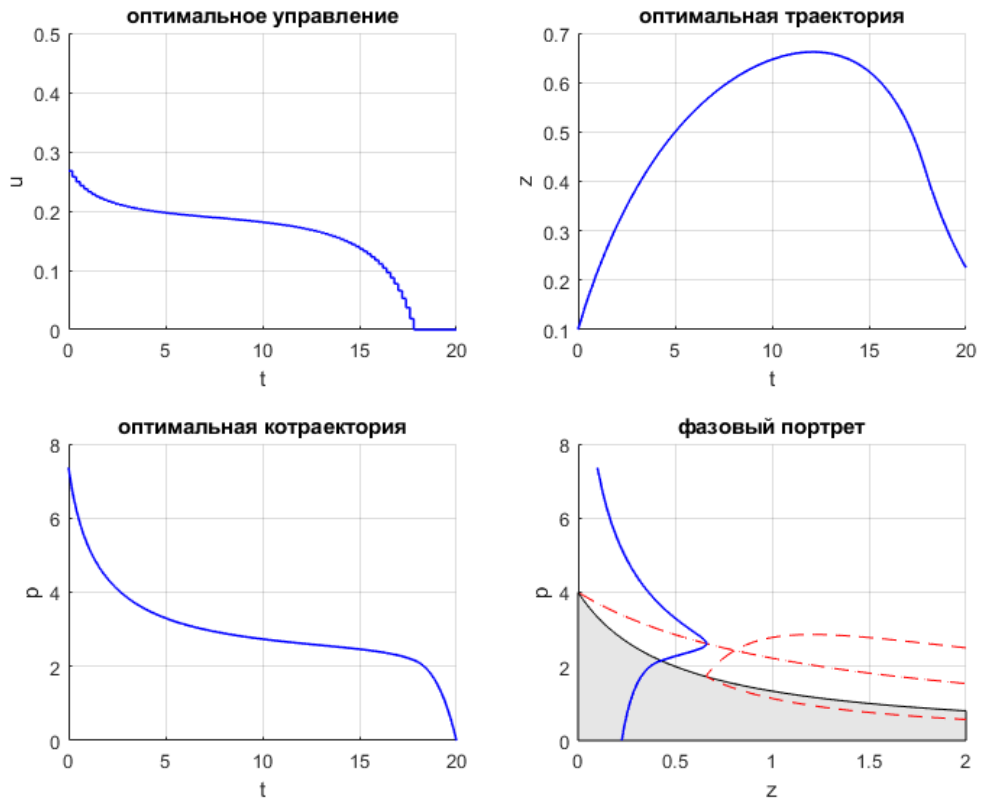 оптимальное управление
0.5
0.4
0.3
0.2
0.1
0
u
0 5 10 15 20
t
оптимальная траектория
0.7
0.6
0.5
0.4
0.3
0.2
0.1
z
0 5 10 15 20
t
оптимальная котраектория
8
6
4
2
0
p
0 5 10 15 20
t
фазовый портрет
8
6
4
2
0
p
0 0.5 1 1.5 2
z